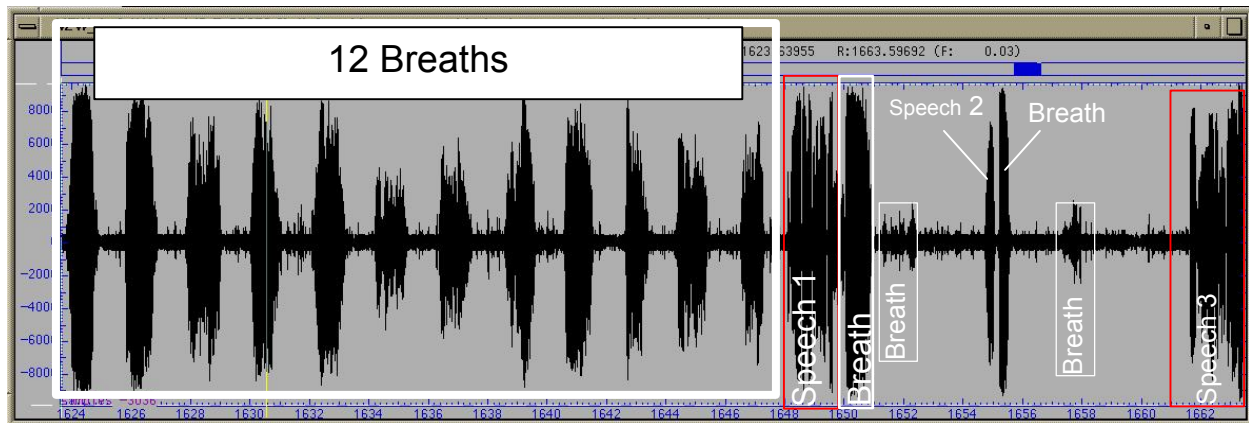 12 Breaths
R:1663.59692 (F: 0.03)
8000
6000
4000
2000
-2000
-4000
-6000
-8000
Speech 2
Breath
Speech 1
Breath
Breath
Breath
Speech 3
1624 1626 1628 1630 1632 1634 1636 1638 1640 1642 1644 1646 1648 1650 1652 1654 1656 1658 1660 1662